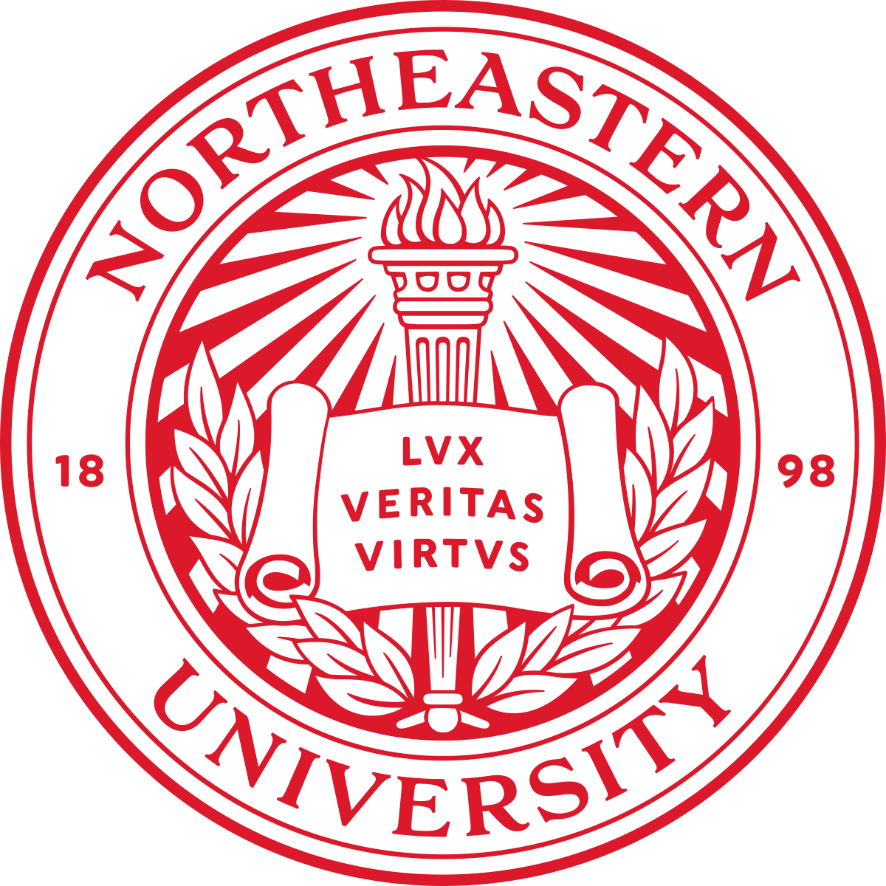 NORTHEASTERN
18 98
LVX
VERITAS
VIRTVS
UNIVERSITY